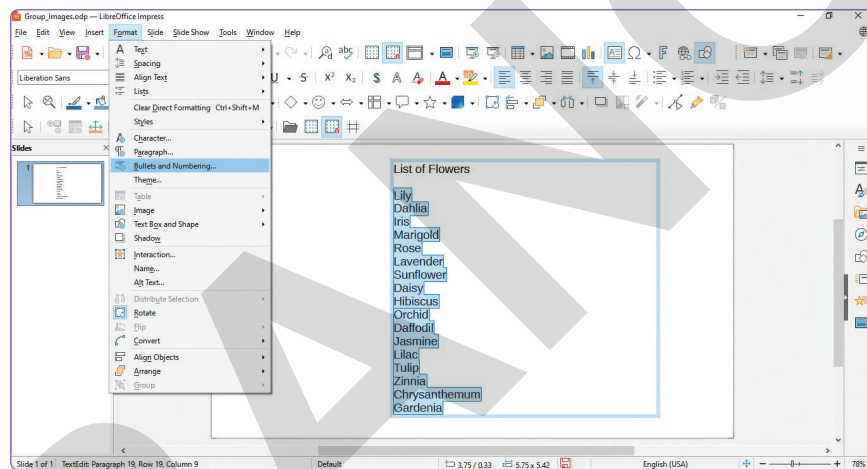 Group_Images.odp — LibreOffice Impress
File Edit View Insert Format Slide Slide Show Tools Window Help
Liberation Sans
Text
Spacing
Align Text
Lists
Clear Direct Formatting Ctrl+Shift+M
Styles
Character...
Paragraph...
Bullets and Numbering...
Theme...
Table
Image
Text Box and Shape
Shadow
Interaction...
Name...
Alt Text...
Distribute Selection
Rotate
Flip
Convert
Align Objects
Arrange
Group
Slides
1
List of Flowers
Lily
Dahlia
Iris
Marigold
Rose
Lavender
Sunflower
Daisy
Hibiscus
Orchid
Daffodil
Jasmine
Lilac
Tulip
Zinnia
Chrysanthemum
Gardenia
Slide 1 of 1 TextEdit: Paragraph 19, Row 19, Column 9 Default 3.75 / 0.33 5.75 x 5.42 English (USA) 78%